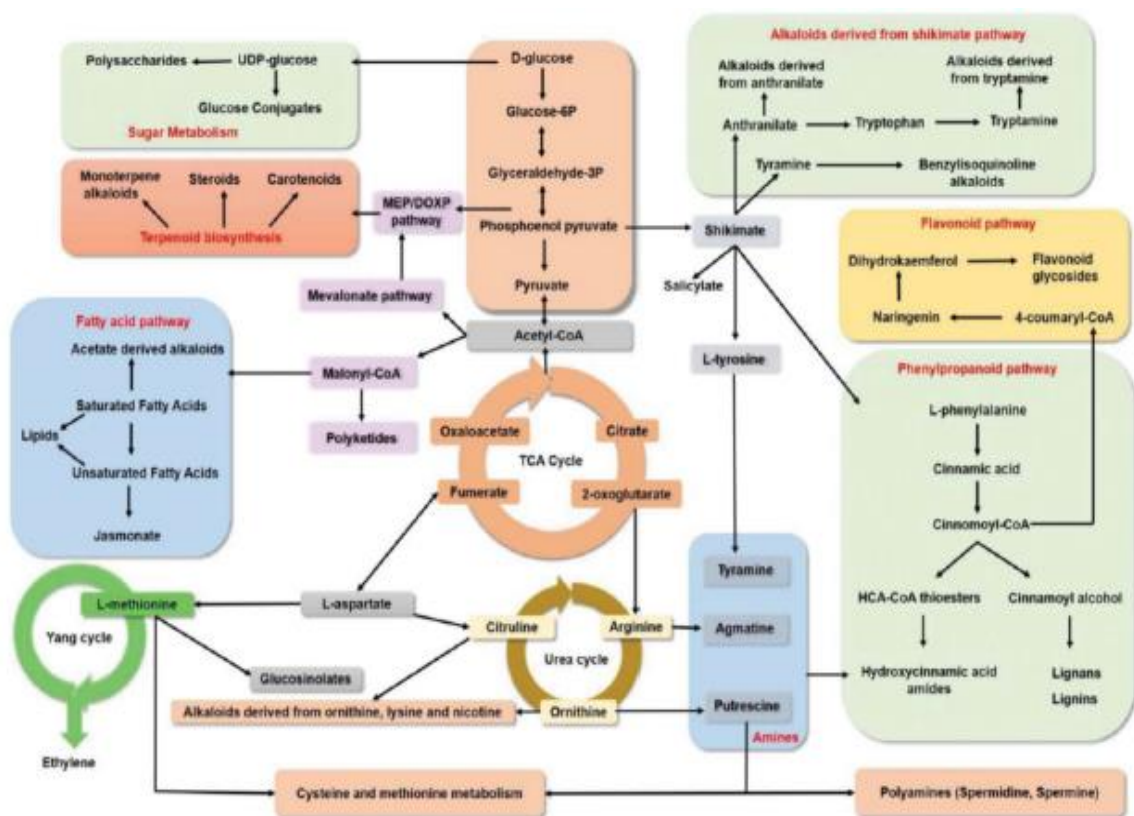 Polysaccharides
UDP-glucose
Glucose Conjugates
Sugar Metabolism
D-glucose
Glucose-6P
Glyceraldehyde-3P
Phosphoenol pyruvate
Pyruvate
Acetyl-CoA
Alkaloids derived from shikimate pathway
Alkaloids derived
from anthranilate
Alkaloids derived
from tryptamine
Anthranilate
Tryptophan
Tryptamine
Tyramine
Benzylisoquinoline
alkaloids
Monoterpene
alkaloids
Steroids
Carotenoids
Terpenoid biosynthesis
MEP/DOXP
pathway
Mevalonate pathway
Malonyl-CoA
Polyketides
Shikimate
Salicylate
L-tyrosine
Flavonoid pathway
Dihydrokaemferol
Flavonoid
glycosides
Naringenin
4-coumaryl-CoA
Fatty acid pathway
Acetate derived alkaloids
Saturated Fatty Acids
Lipids
Unsaturated Fatty Acids
Jasmonate
Oxaloacetate
Citrate
TCA Cycle
Fumerate
2-oxoglutarate
Phenylpropanoid pathway
L-phenylalanine
Cinnamic acid
Cinnomoyl-CoA
HCA-CoA thioesters
Cinnamoyl alcohol
Hydroxycinnamic acid
amides
Lignans
Lignins
L-methionine
Yang cycle
Ethylene
L-aspartate
Glucosinolates
Citruline
Arginine
Urea cycle
Ornithine
Alkaloids derived from ornithine, lysine and nicotine
Tyramine
Agmatine
Putrescine
Amines
Cysteine and methionine metabolism
Polyamines (Spermidine, Spermine)